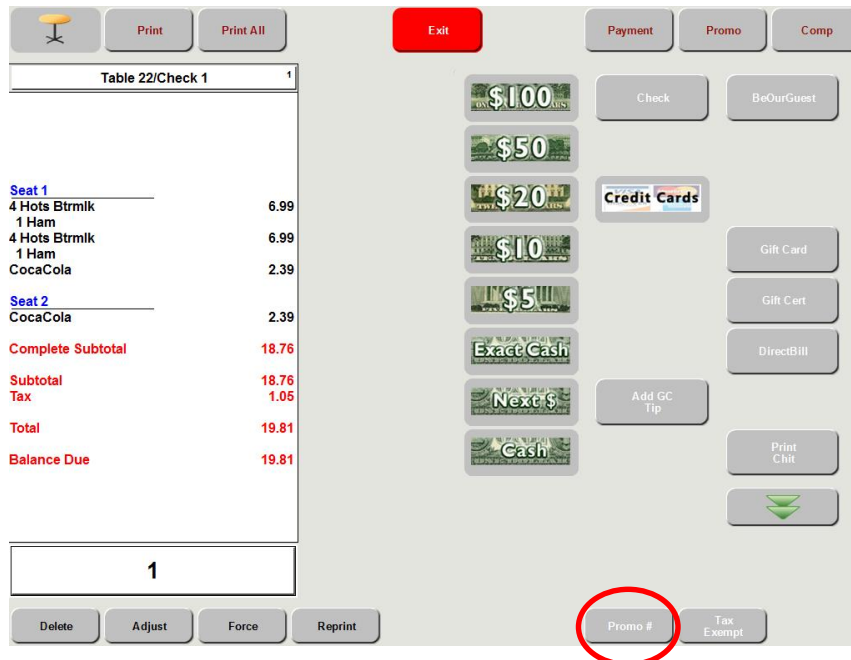 Print
Print All
Exit
Payment
Promo
Comp
Table 22/Check 1
1
Seat 1
4 Hots Btrmlk 6.99
1 Ham
4 Hots Btrmlk 6.99
1 Ham
CocaCola 2.39
Seat 2
CocaCola 2.39
Complete Subtotal 18.76
Subtotal 18.76
Tax 1.05
Total 19.81
Balance Due 19.81
1
$100
$50
$20
$10
$5
Exact Cash
Next $
Cash
Check
Credit Cards
Add GC
Tip
BeOurGuest
Gift Card
Gift Cert
DirectBill
Print
Chit
Delete
Adjust
Force
Reprint
Promo #
Tax
Exempt